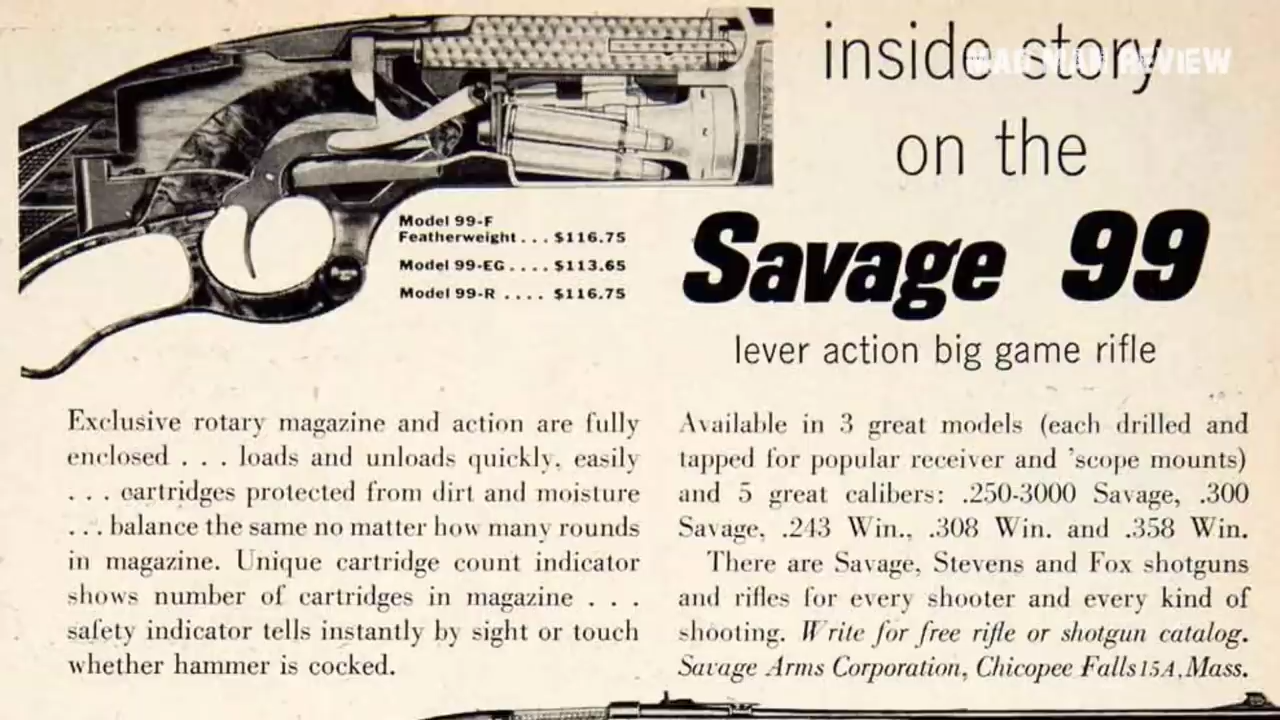 inside story
MAD MAN REVIEW
on the
Savage 99
lever action big game rifle
Model 99-F
Featherweight . . . $116.75
Model 99-EG . . . . $113.65
Model 99-R . . . . $116.75
Exclusive rotary magazine and action are fully
enclosed . . . loads and unloads quickly, easily
. . . cartridges protected from dirt and moisture
. . . balance the same no matter how many rounds
in magazine. Unique cartridge count indicator
shows number of cartridges in magazine . . .
safety indicator tells instantly by sight or touch
whether hammer is cocked.
Available in 3 great models (each drilled and
tapped for popular receiver and 'scope mounts)
and 5 great calibers: .250-3000 Savage, .300
Savage, .243 Win., .308 Win. and .358 Win.
There are Savage, Stevens and Fox shotguns
and rifles for every shooter and every kind of
shooting. Write for free rifle or shotgun catalog.
Savage Arms Corporation, Chicopee Falls 15A, Mass.